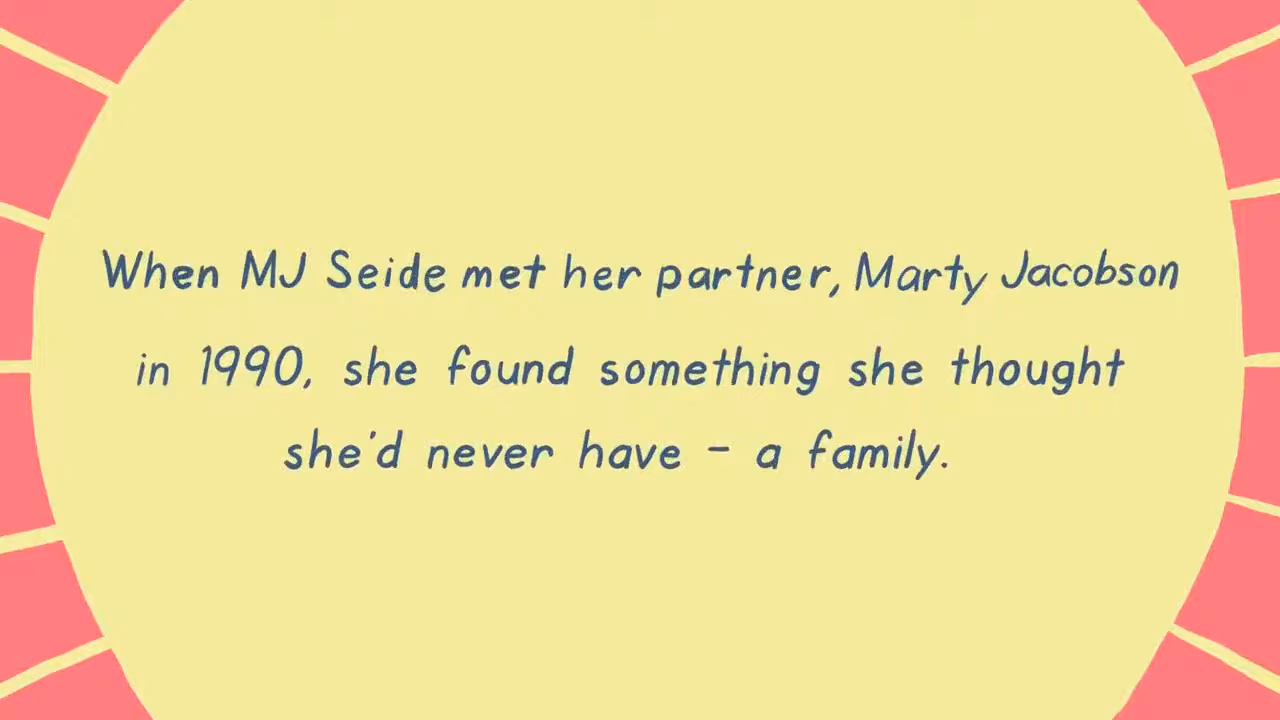 When MJ Seide met her partner, Marty Jacobson
in 1990, she found something she thought
she'd never have - a family.